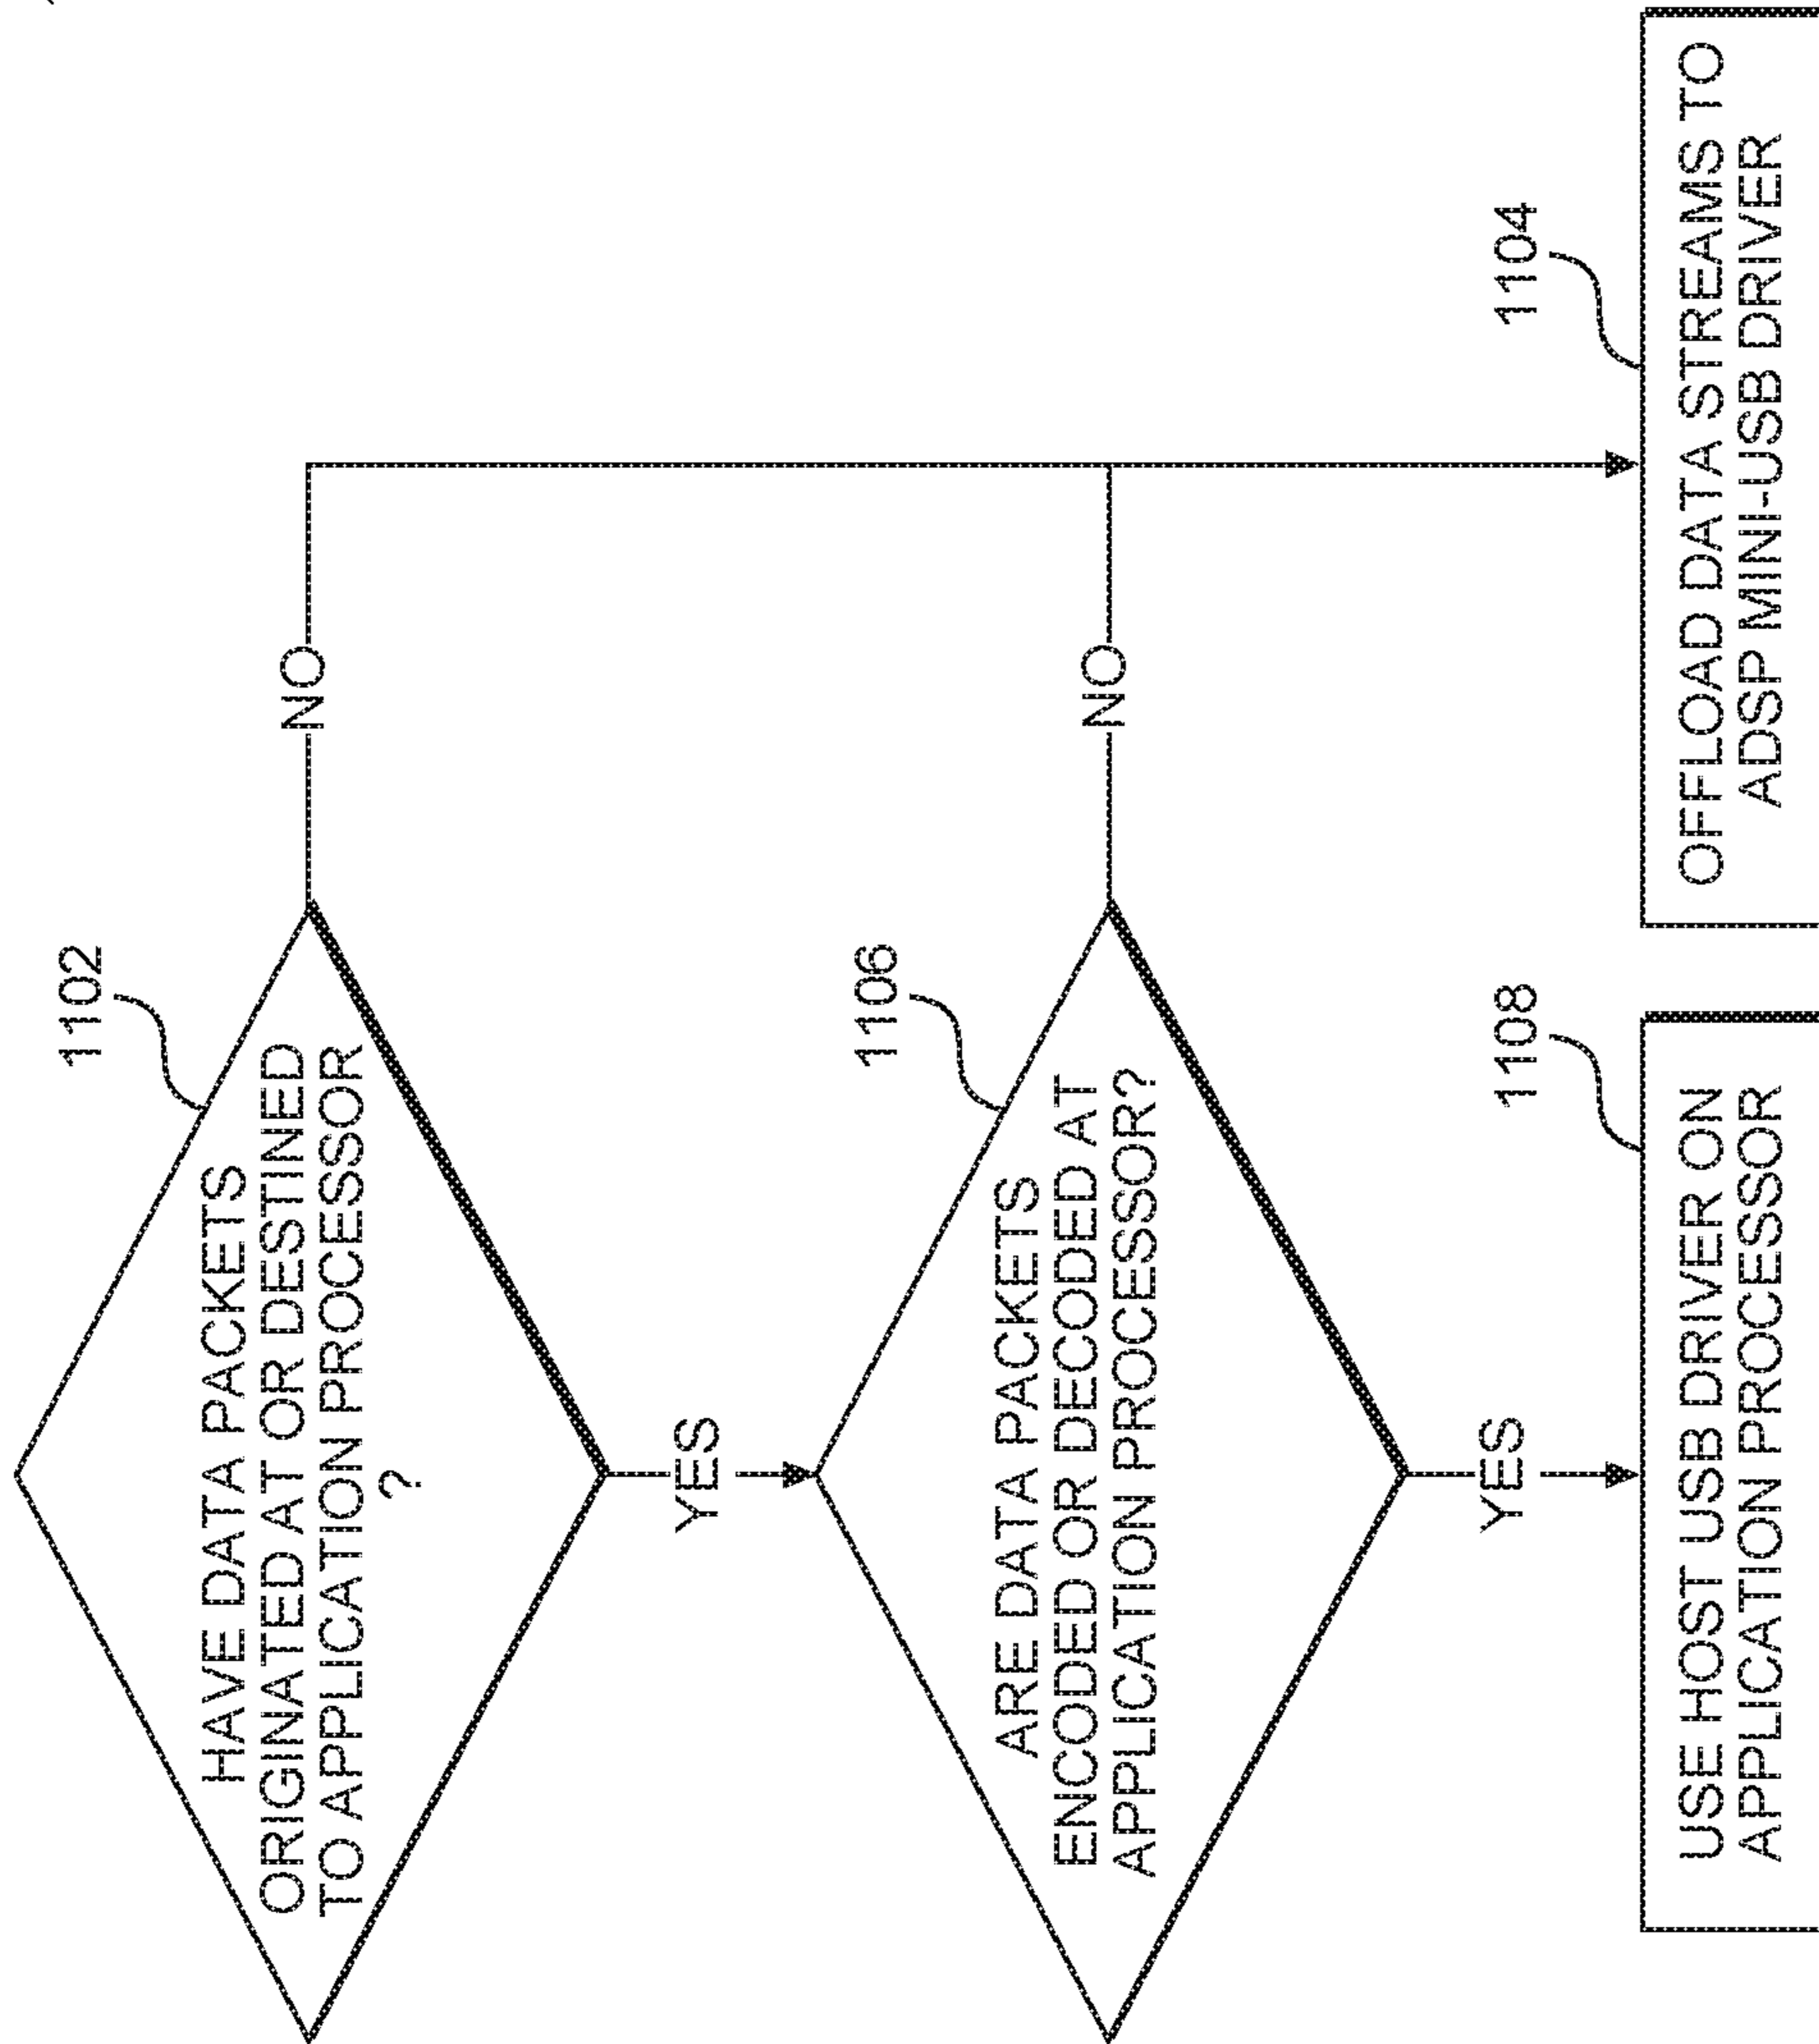 1102
HAVE DATA PACKETS
ORIGINATED AT OR DESTINED
TO APPLICATION PROCESSOR
?
NO
YES
1106
ARE DATA PACKETS
ENCODED OR DECODED AT
APPLICATION PROCESSOR?
NO
YES
1108
USE HOST USB DRIVER ON
APPLICATION PROCESSOR
1104
OFFLOAD DATA STREAMS TO
ADSP MINI-USB DRIVER